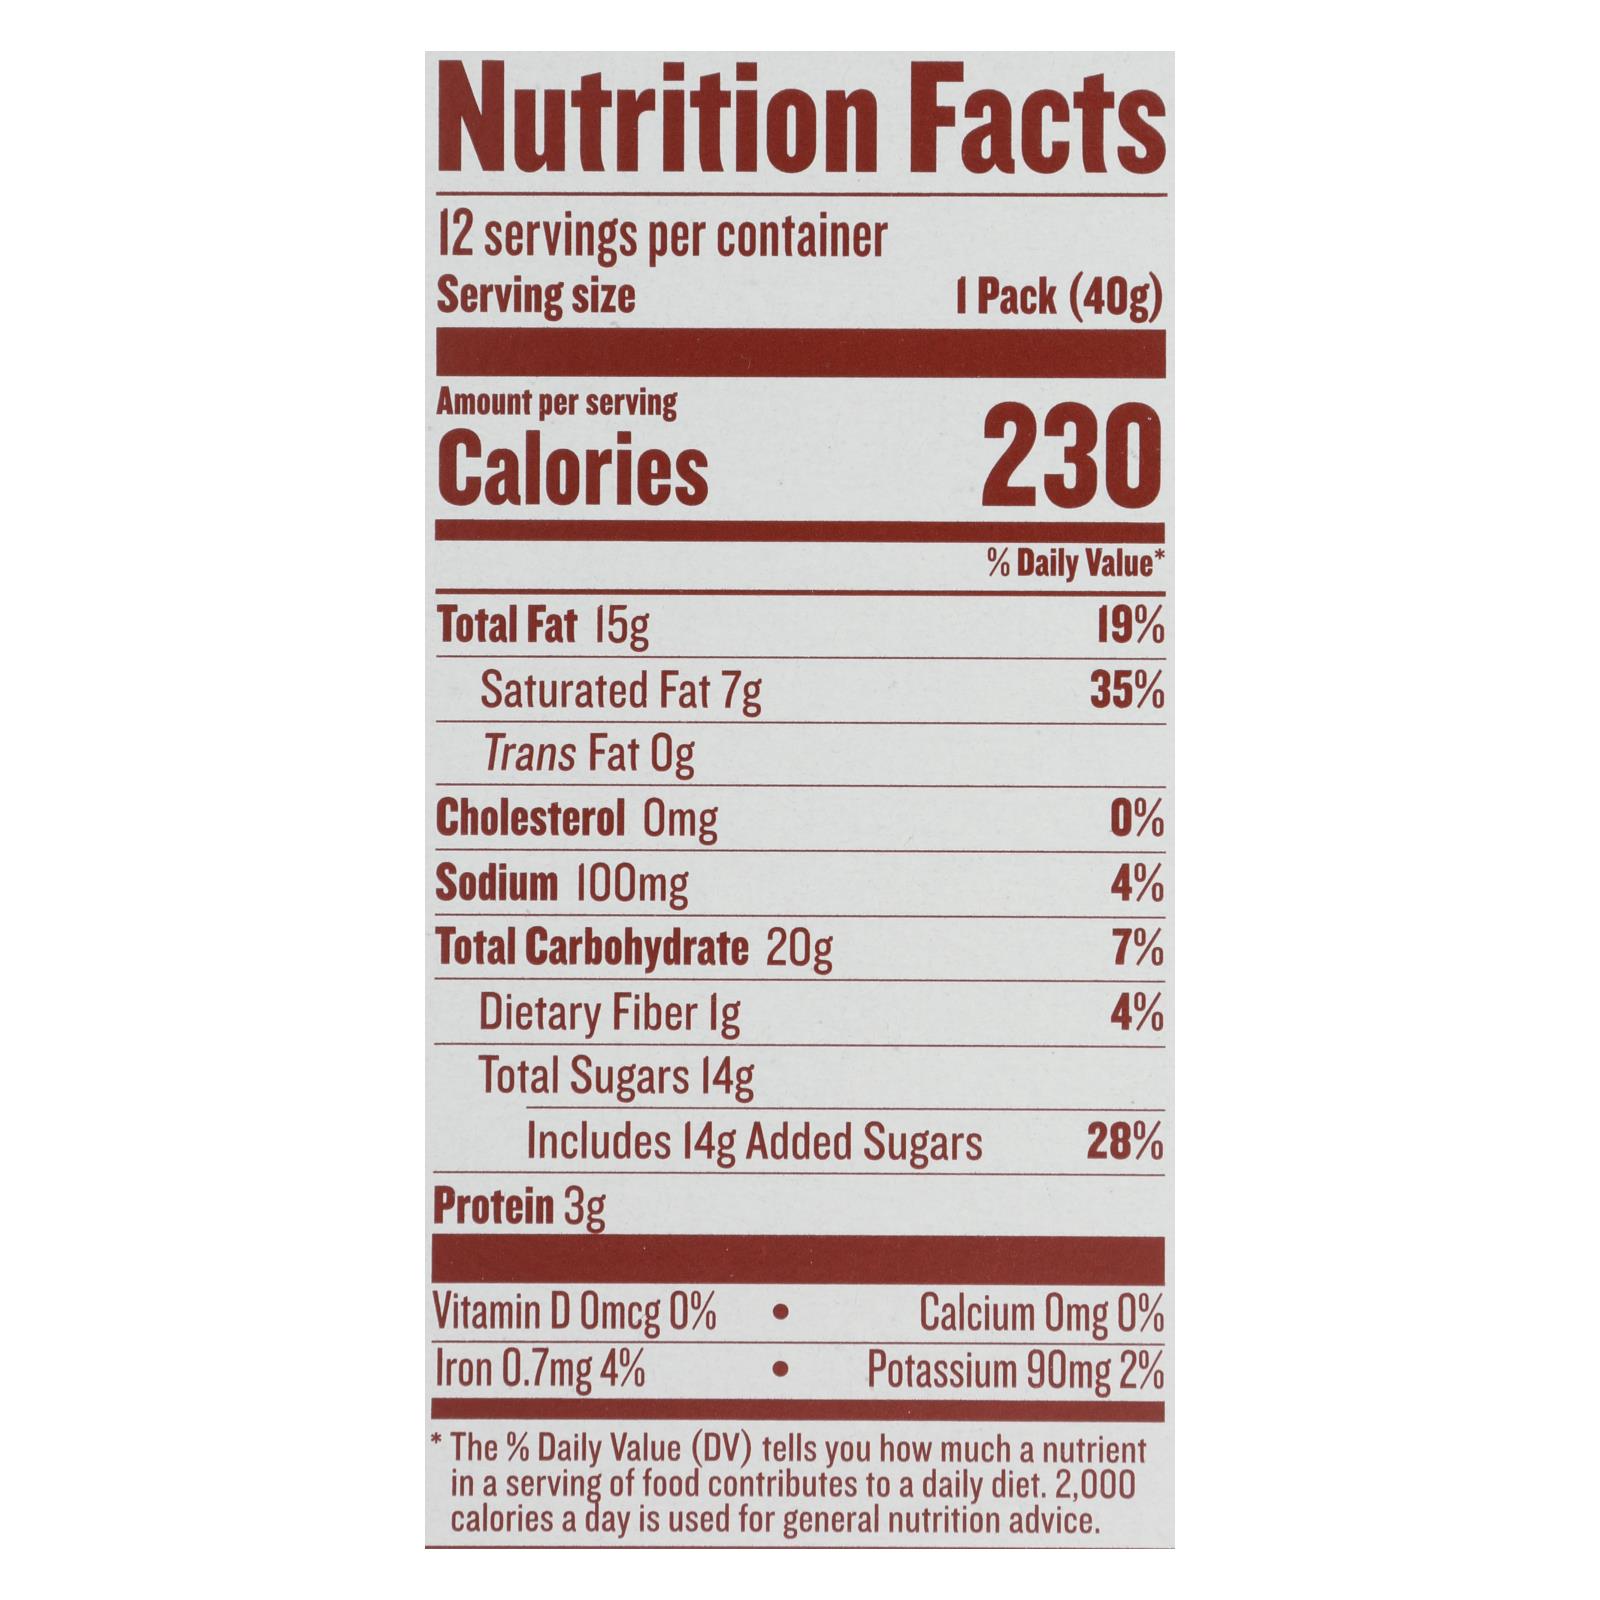 Nutrition Facts
12 servings per container
Serving size 1 Pack (40g)
Amount per serving
Calories 230
% Daily Value*
Total Fat 15g 19%
Saturated Fat 7g 35%
Trans Fat 0g
Cholesterol 0mg 0%
Sodium 100mg 4%
Total Carbohydrate 20g 7%
Dietary Fiber 1g 4%
Total Sugars 14g
Includes 14g Added Sugars 28%
Protein 3g
Vitamin D 0mcg 0% • Calcium 0mg 0%
Iron 0.7mg 4% • Potassium 90mg 2%
* The % Daily Value (DV) tells you how much a nutrient
in a serving of food contributes to a daily diet. 2,000
calories a day is used for general nutrition advice.